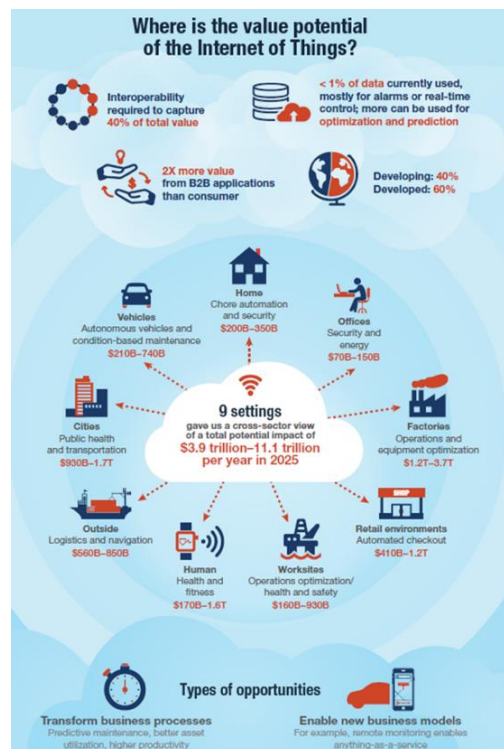 Where is the value potential
of the Internet of Things?
Interoperability
required to capture
40% of total value
< 1% of data currently used,
mostly for alarms or real-time
control; more can be used for
optimization and prediction
2X more value
from B2B applications
than consumer
Developing: 40%
Developed: 60%
Home
Chore automation
and security
$200B–350B
Vehicles
Autonomous vehicles and
condition-based maintenance
$210B–740B
Offices
Security and
energy
$70B–150B
9 settings
gave us a cross-sector view
of a total potential impact of
$3.9 trillion–11.1 trillion
per year in 2025
Cities
Public health
and transportation
$930B–1.7T
Factories
Operations and
equipment optimization
$1.2T–3.7T
Outside
Logistics and navigation
$560B–850B
SHOP
Retail environments
Automated checkout
$410B–1.2T
Human
Health and
fitness
$170B–1.6T
Worksites
Operations optimization/
health and safety
$160B–930B
Types of opportunities
Transform business processes
Predictive maintenance, better asset
utilization, higher productivity
Enable new business models
For example, remote monitoring enables
anything-as-a-service